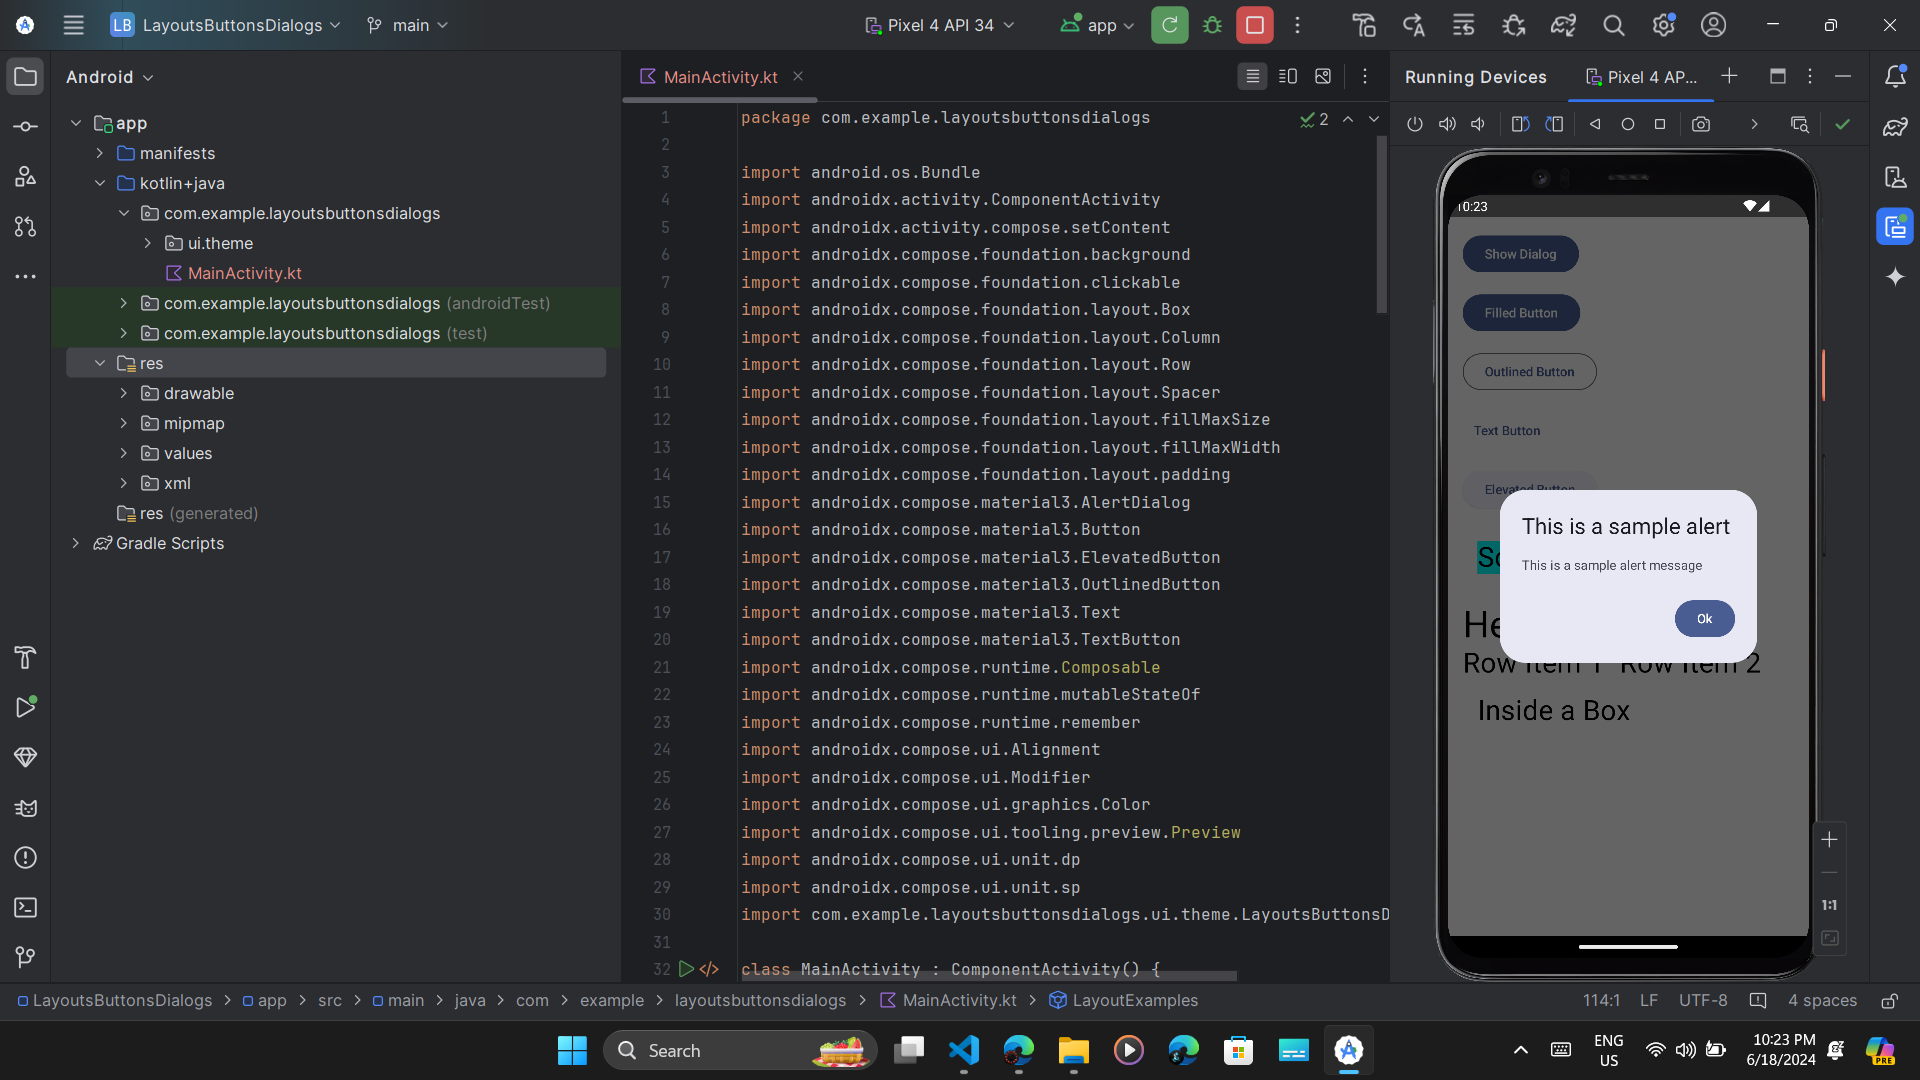 LB LayoutsButtonsDialogs main Pixel 4 API 34 app
Android
MainActivity.kt
Running Devices Pixel 4 AP...
app
manifests
kotlin+java
com.example.layoutsbuttonsdialogs
ui.theme
MainActivity.kt
com.example.layoutsbuttonsdialogs (androidTest)
com.example.layoutsbuttonsdialogs (test)
res
drawable
mipmap
values
xml
res (generated)
Gradle Scripts
2
1 package com.example.layoutsbuttonsdialogs
2
3 import android.os.Bundle
4 import androidx.activity.ComponentActivity
5 import androidx.activity.compose.setContent
6 import androidx.compose.foundation.background
7 import androidx.compose.foundation.clickable
8 import androidx.compose.foundation.layout.Box
9 import androidx.compose.foundation.layout.Column
10 import androidx.compose.foundation.layout.Row
11 import androidx.compose.foundation.layout.Spacer
12 import androidx.compose.foundation.layout.fillMaxSize
13 import androidx.compose.foundation.layout.fillMaxWidth
14 import androidx.compose.foundation.layout.padding
15 import androidx.compose.material3.AlertDialog
16 import androidx.compose.material3.Button
17 import androidx.compose.material3.ElevatedButton
18 import androidx.compose.material3.OutlinedButton
19 import androidx.compose.material3.Text
20 import androidx.compose.material3.TextButton
21 import androidx.compose.runtime.Composable
22 import androidx.compose.runtime.mutableStateOf
23 import androidx.compose.runtime.remember
24 import androidx.compose.ui.Alignment
25 import androidx.compose.ui.Modifier
26 import androidx.compose.ui.graphics.Color
27 import androidx.compose.ui.tooling.preview.Preview
28 import androidx.compose.ui.unit.dp
29 import androidx.compose.ui.unit.sp
30 import com.example.layoutsbuttonsdialogs.ui.theme.LayoutsButtonsD
31
32 class MainActivity : ComponentActivity() {
10:23
Show Dialog
Filled Button
Outlined Button
Text Button
Elevated Button
This is a sample alert
This is a sample alert message
Ok
Row Item 1 Row Item 2
Inside a Box
1:1
LayoutsButtonsDialogs > app > src > main > java > com > example > layoutsbuttonsdialogs > MainActivity.kt > LayoutExamples
114:1 LF UTF-8 4 spaces
Search
ENG
US
10:23 PM
6/18/2024
PRE